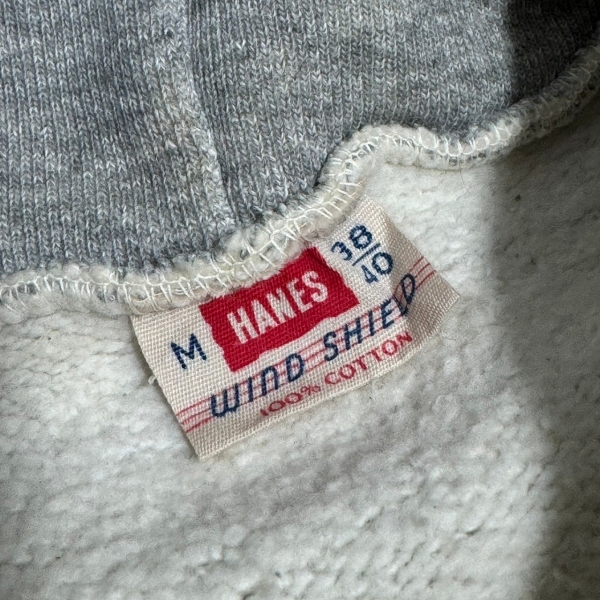 M HANES 38/40
WIND SHIELD
100% COTTON